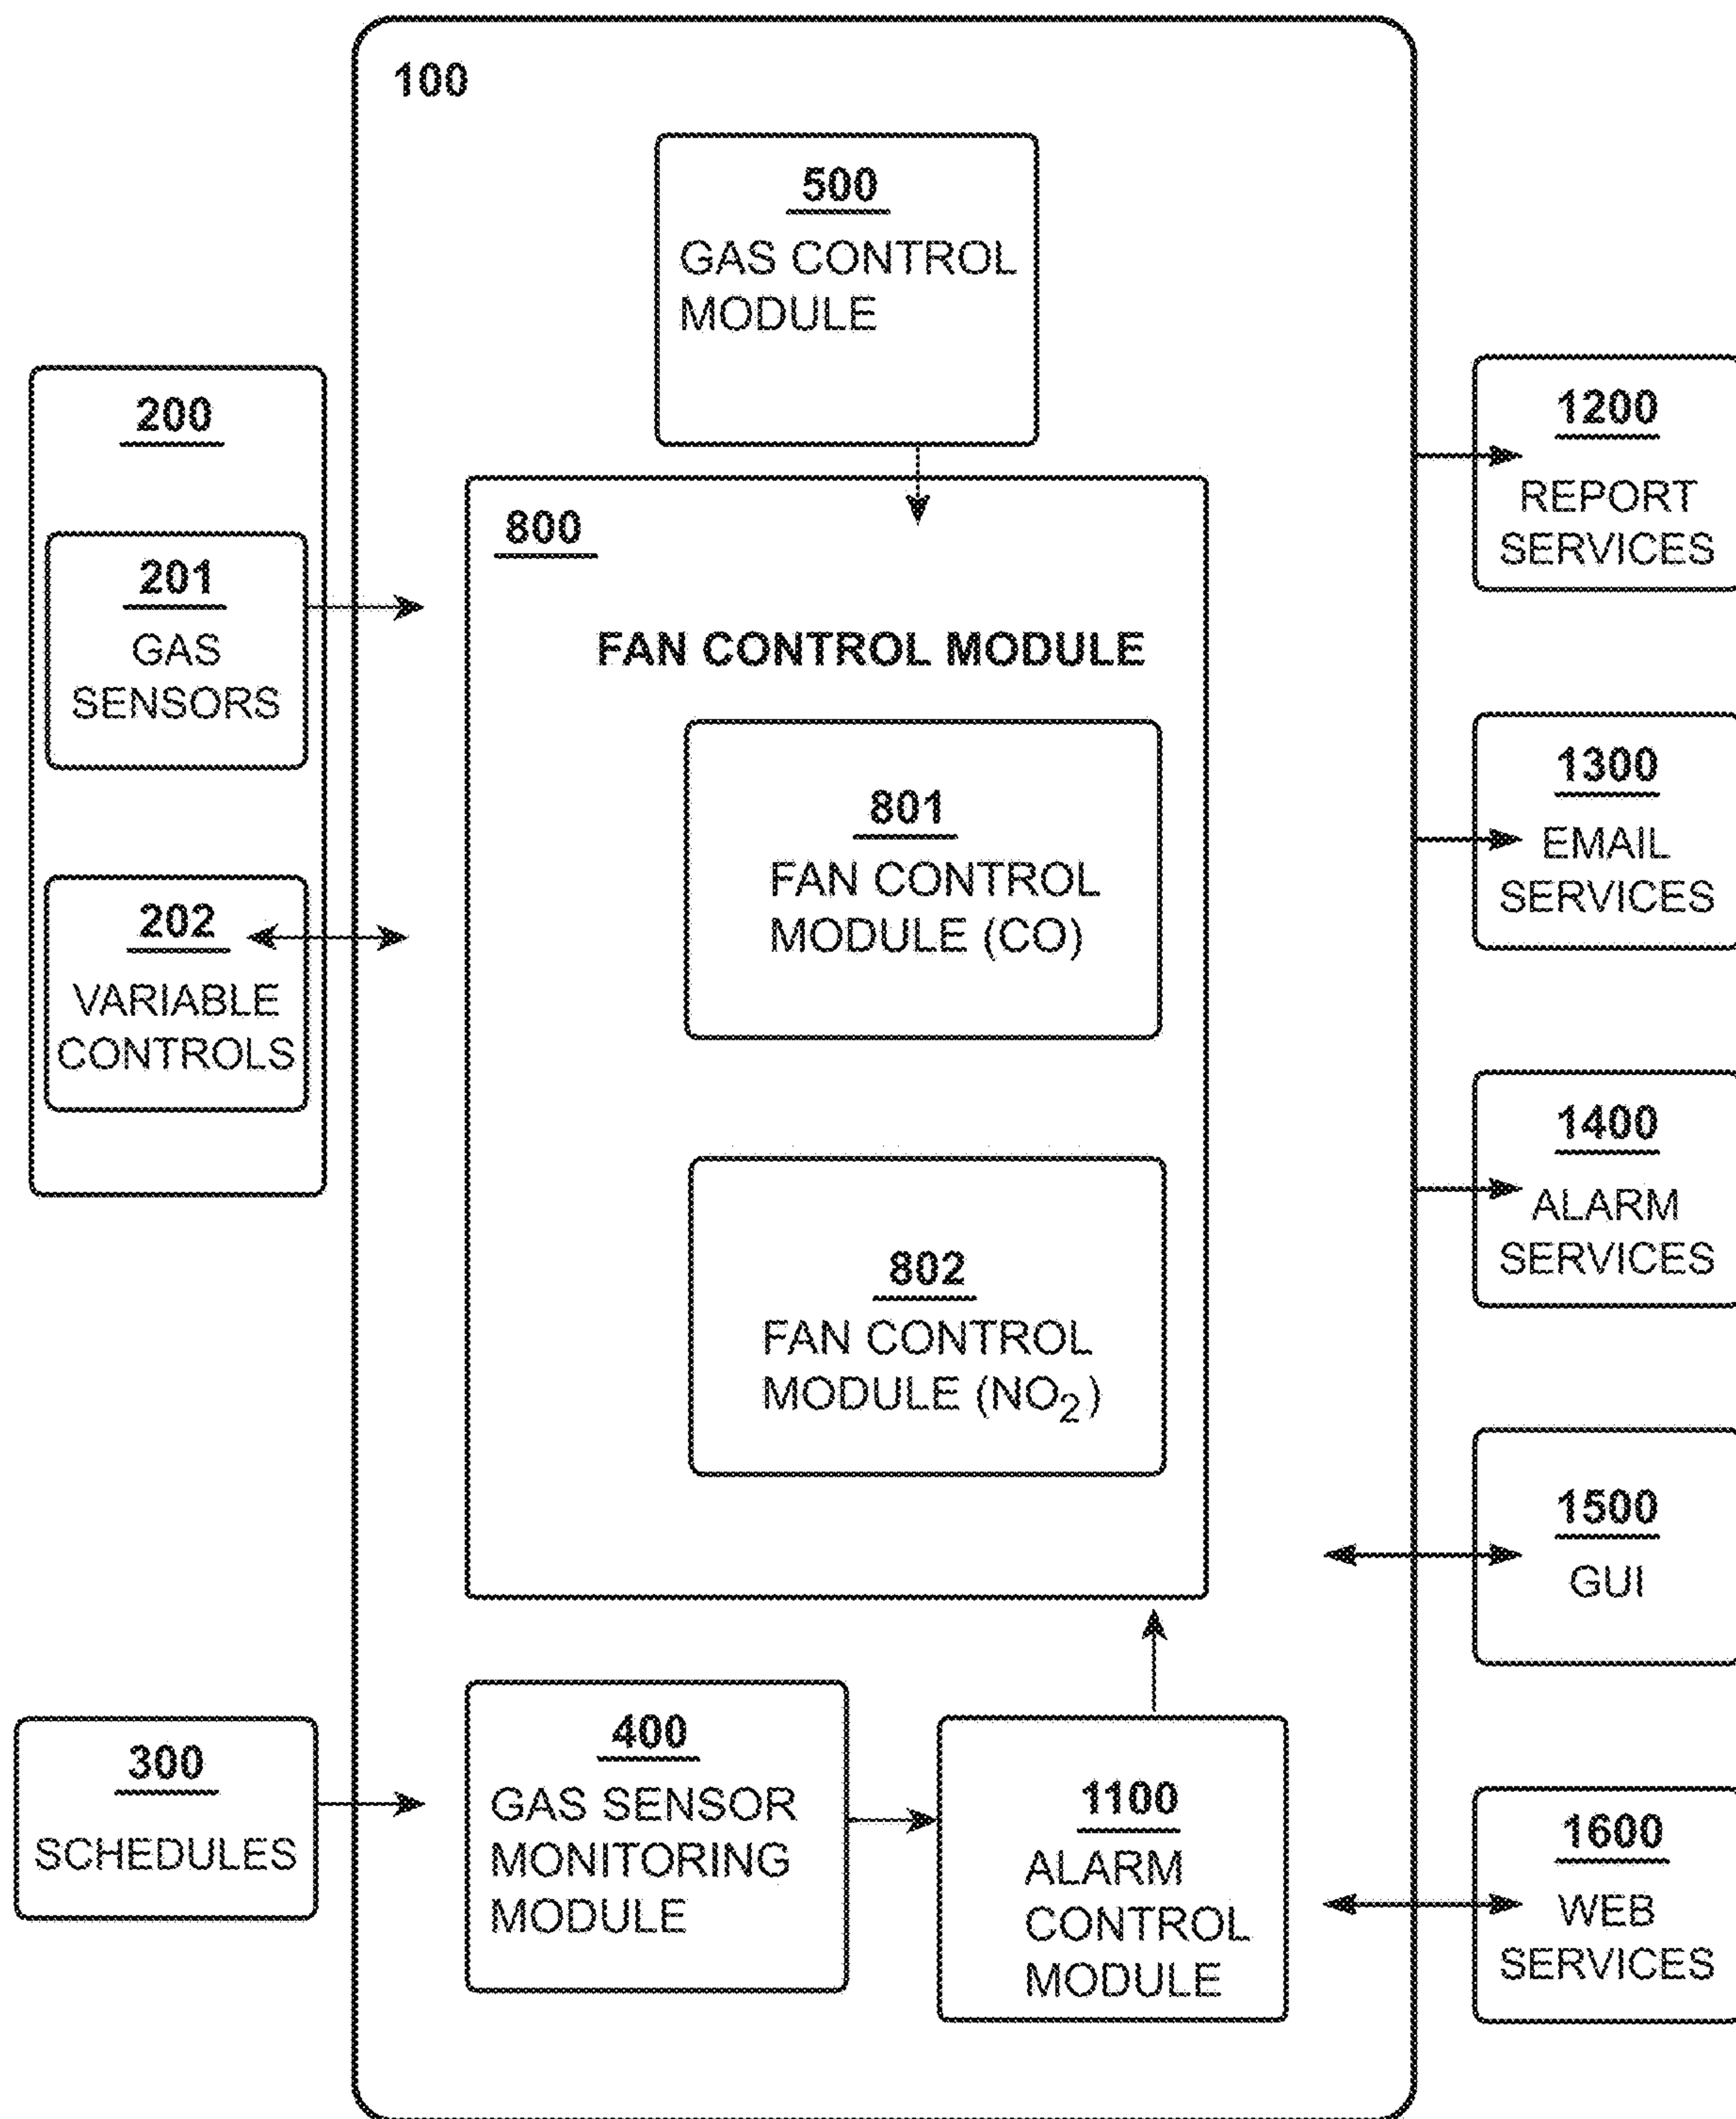 100
500
GAS CONTROL
MODULE
200
201
GAS
SENSORS
202
VARIABLE
CONTROLS
800
FAN CONTROL MODULE
801
FAN CONTROL
MODULE (CO)
802
FAN CONTROL
MODULE (NO₂)
300
SCHEDULES
400
GAS SENSOR
MONITORING
MODULE
1100
ALARM
CONTROL
MODULE
1200
REPORT
SERVICES
1300
EMAIL
SERVICES
1400
ALARM
SERVICES
1500
GUI
1600
WEB
SERVICES